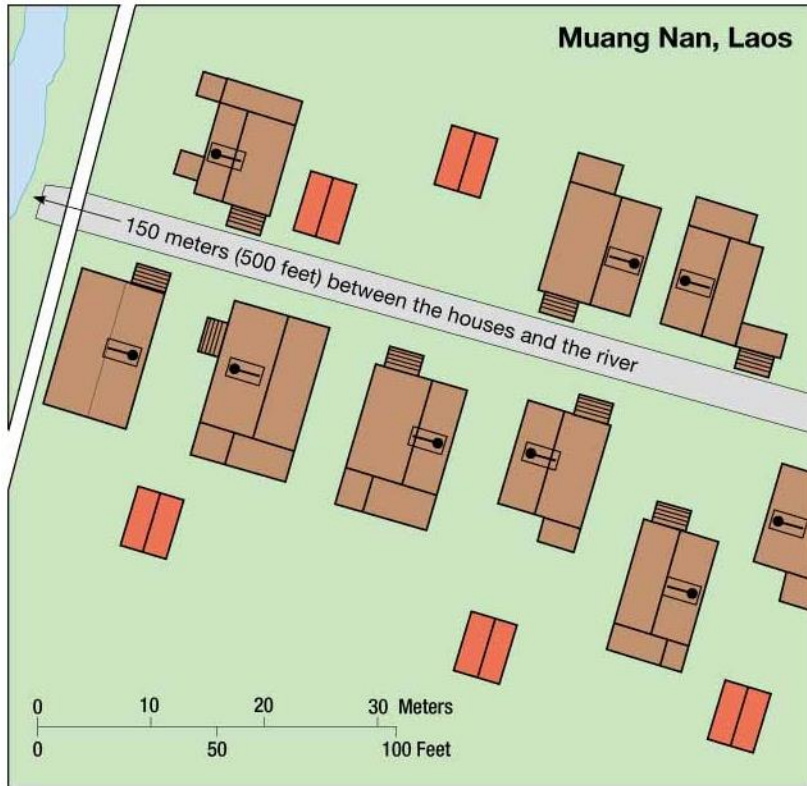 Muang Nan, Laos
150 meters (500 feet) between the houses and the river
0 10 20 30 Meters
0 50 100 Feet